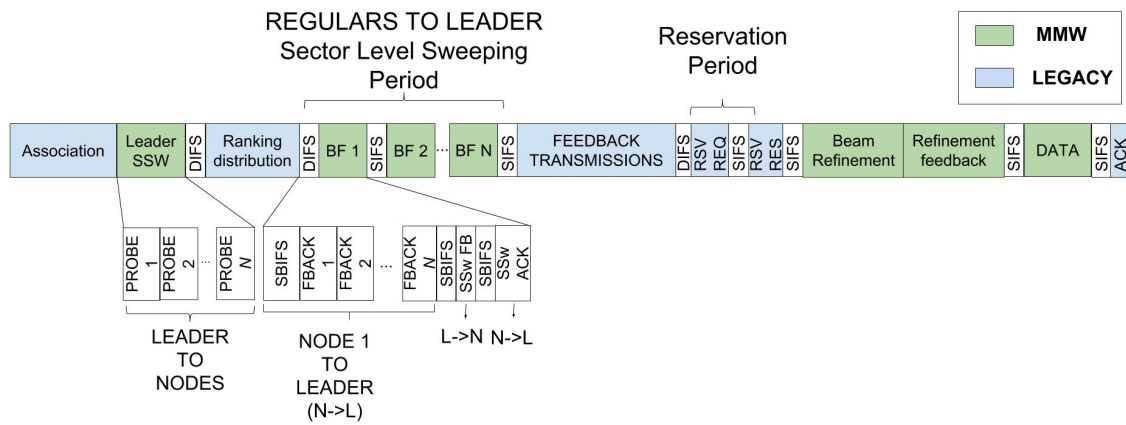 REGULARS TO LEADER
Sector Level Sweeping
Period
Reservation
Period
MMW
LEGACY
Association
Leader
SSW
DIFS
Ranking
distribution
DIFS
BF 1
SIFS
BF 2
...
BF N
SIFS
FEEDBACK
TRANSMISSIONS
DIFS
RSV
REQ
SIFS
RSV
RES
SIFS
Beam
Refinement
Refinement
feedback
SIFS
DATA
SIFS
ACK
PROBE
1
PROBE
2
...
PROBE
N
SBIFS
FBACK
1
FBACK
2
...
FBACK
N
SBIFS
SSw FB
SBIFS
SSw
ACK
LEADER
TO
NODES
NODE 1
TO
LEADER
(N->L)
L->N
N->L